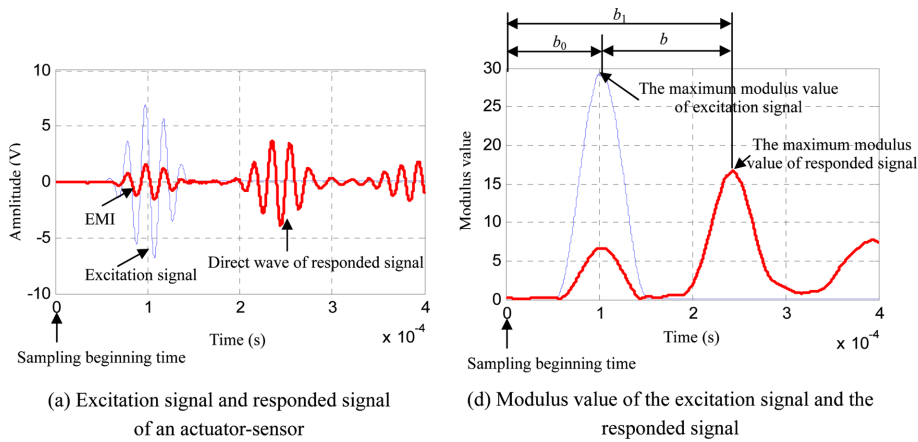 10
5
0
-5
-10
Amplitude (V)
EMI
Excitation signal
Direct wave of responded signal
0
1
2
3
4
Time (s)
x 10⁻⁴
Sampling beginning time
(a) Excitation signal and responded signal
of an actuator-sensor
b₁
b₀
b
30
25
20
15
10
5
0
Modulus value
The maximum modulus value
of excitation signal
The maximum modulus
value of responded signal
0
1
2
3
4
Time (s)
x 10⁻⁴
Sampling beginning time
(d) Modulus value of the excitation signal and the
responded signal